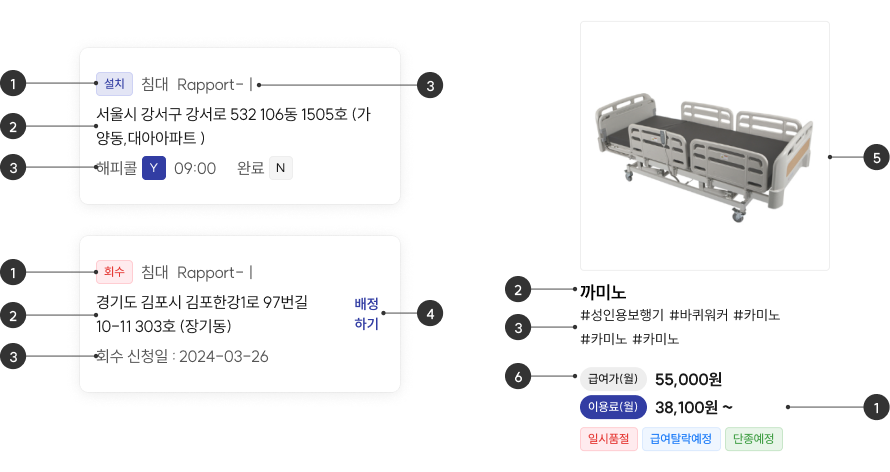 1 설치 침대 Rapport- | 3
2 서울시 강서구 강서로 532 106동 1505호 (가
양동,대아아파트 )
3 해피콜 Y 09:00 완료 N
1 회수 침대 Rapport- |
2 경기도 김포시 김포한강1로 97번길
10-11 303호 (장기동)
배정
하기
4
3 회수 신청일 : 2024-03-26
5
2 까미노
3 #성인용보행기 #바퀴워커 #카미노
#카미노 #카미노
6 급여가(월) 55,000원
이용료(월) 38,100원 ~ 1
일시품절 급여탈락예정 단종예정